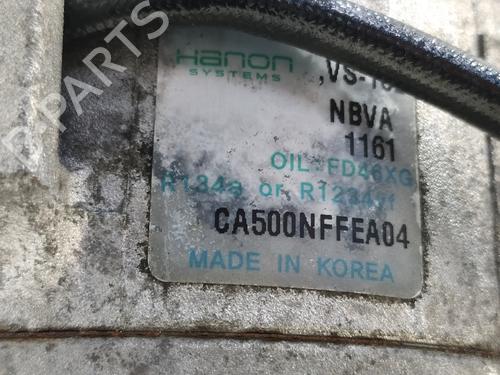 Hanon
SYSTEMS
NBVA
1161
OIL: FD46XG
R134a or R1234yf
CA500NFFEA04
MADE IN KOREA
B-PARTS